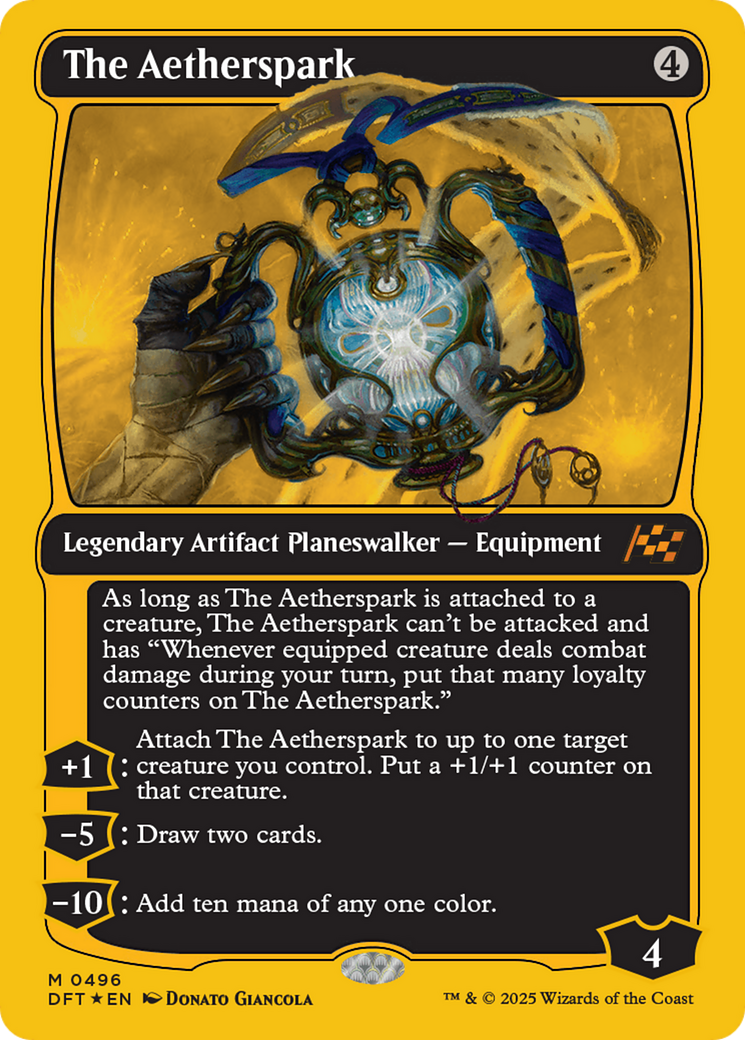 The Aetherspark
4
Legendary Artifact Planeswalker — Equipment
As long as The Aetherspark is attached to a
creature, The Aetherspark can't be attacked and
has “Whenever equipped creature deals combat
damage during your turn, put that many loyalty
counters on The Aetherspark.”
+1 : Attach The Aetherspark to up to one target
creature you control. Put a +1/+1 counter on
that creature.
−5 : Draw two cards.
−10 : Add ten mana of any one color.
4
M 0496
DFT ★ EN Donato Giancola
™ & © 2025 Wizards of the Coast